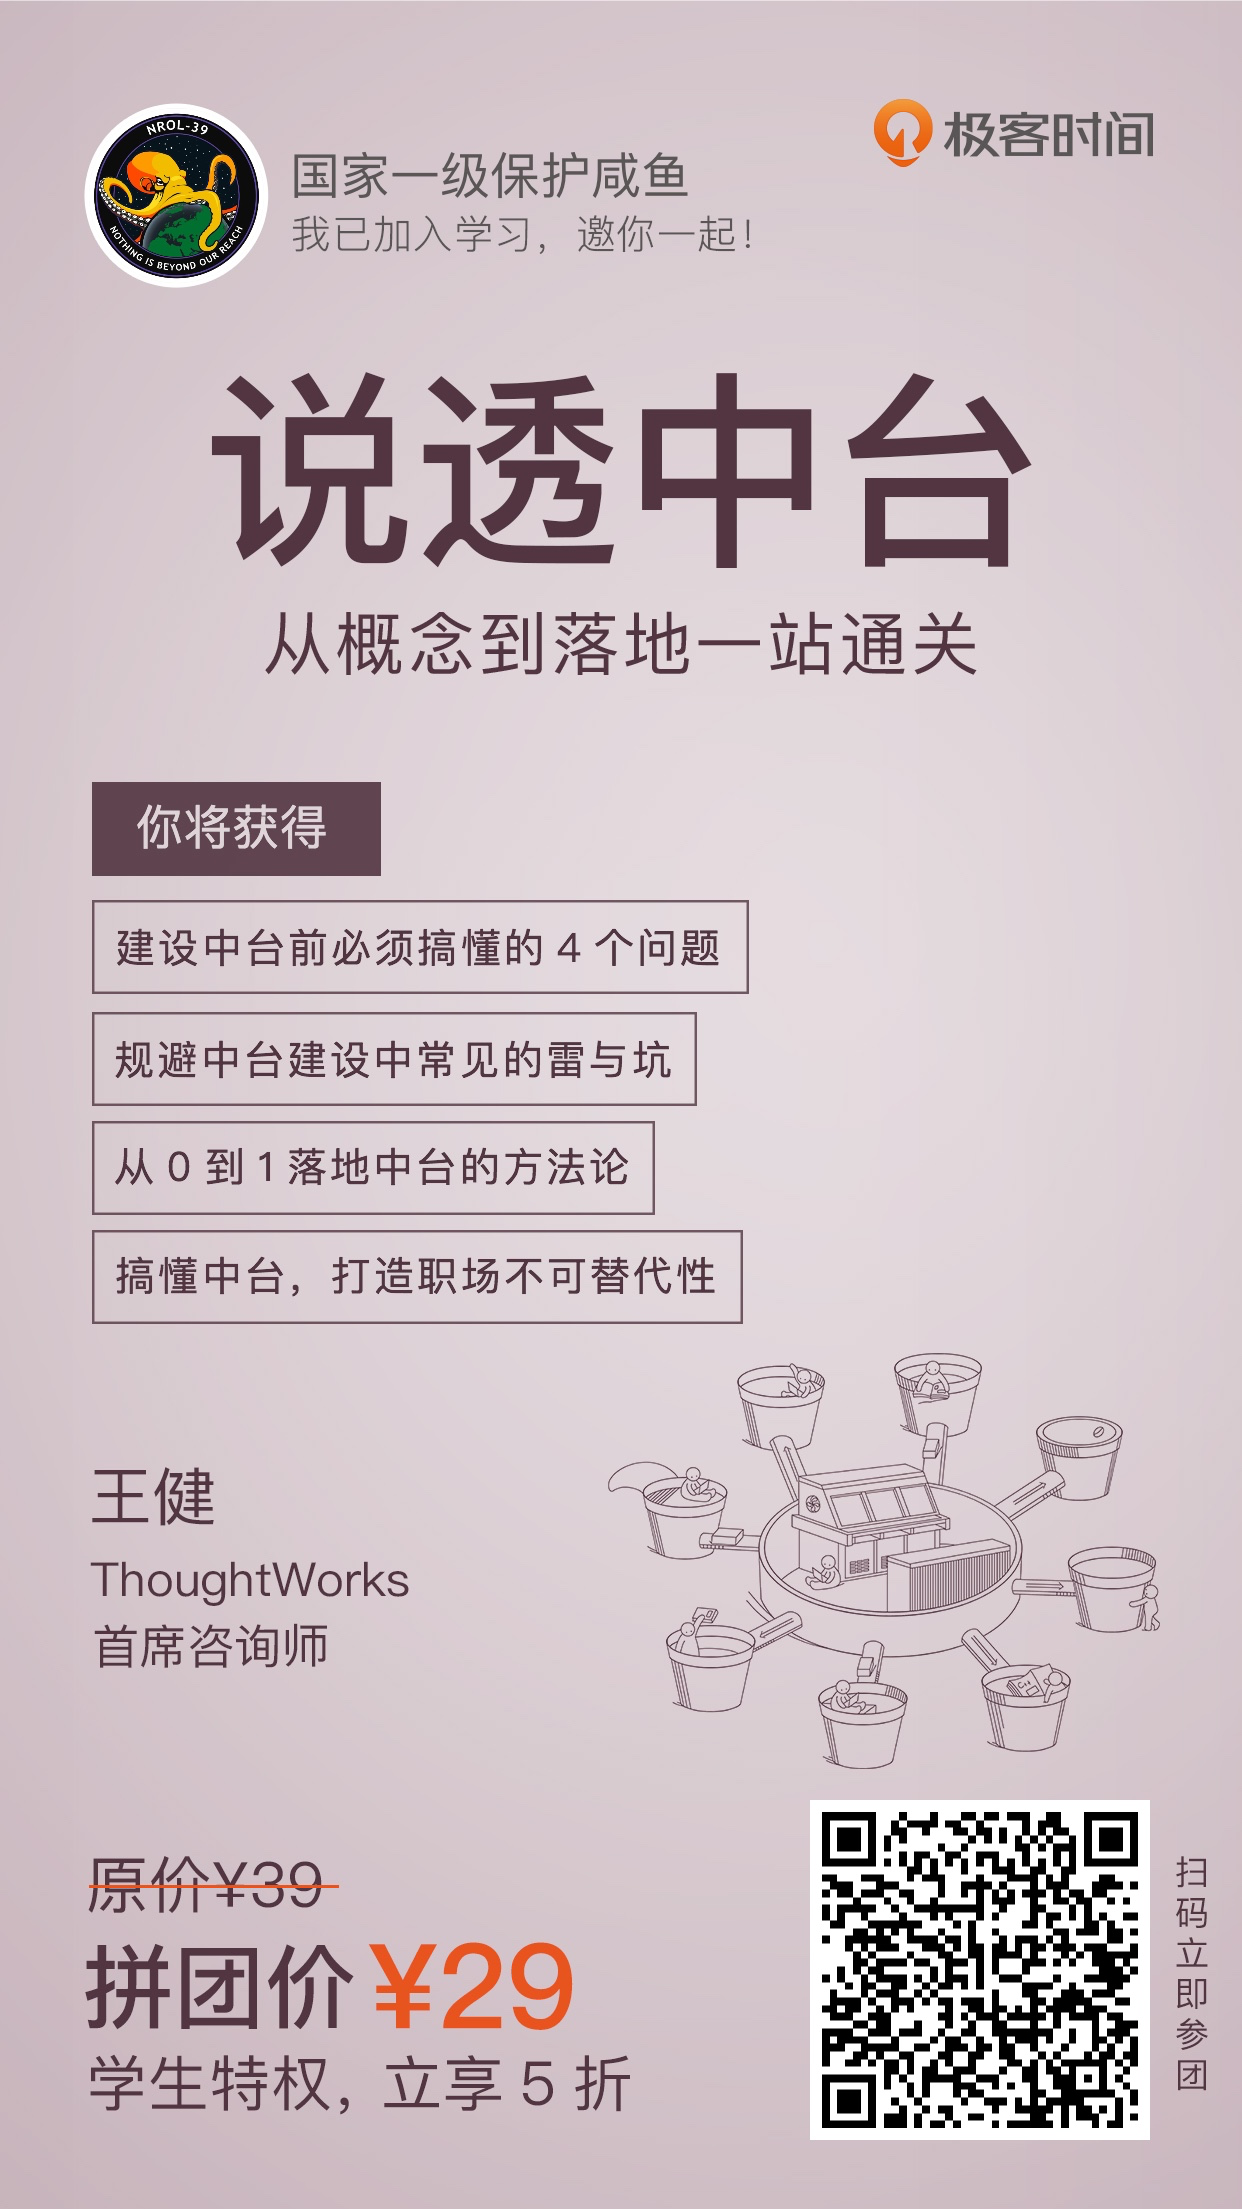 NROL-39
NOTHING IS BEYOND OUR REACH
国家一级保护咸鱼
我已加入学习，邀你一起！
极客时间
说透中台
从概念到落地一站通关
你将获得
建设中台前必须搞懂的 4 个问题
规避中台建设中常见的雷与坑
从 0 到 1 落地中台的方法论
搞懂中台，打造职场不可替代性
王健
ThoughtWorks
首席咨询师
原价¥39
拼团价 ¥29
学生特权，立享 5 折
扫码立即参团